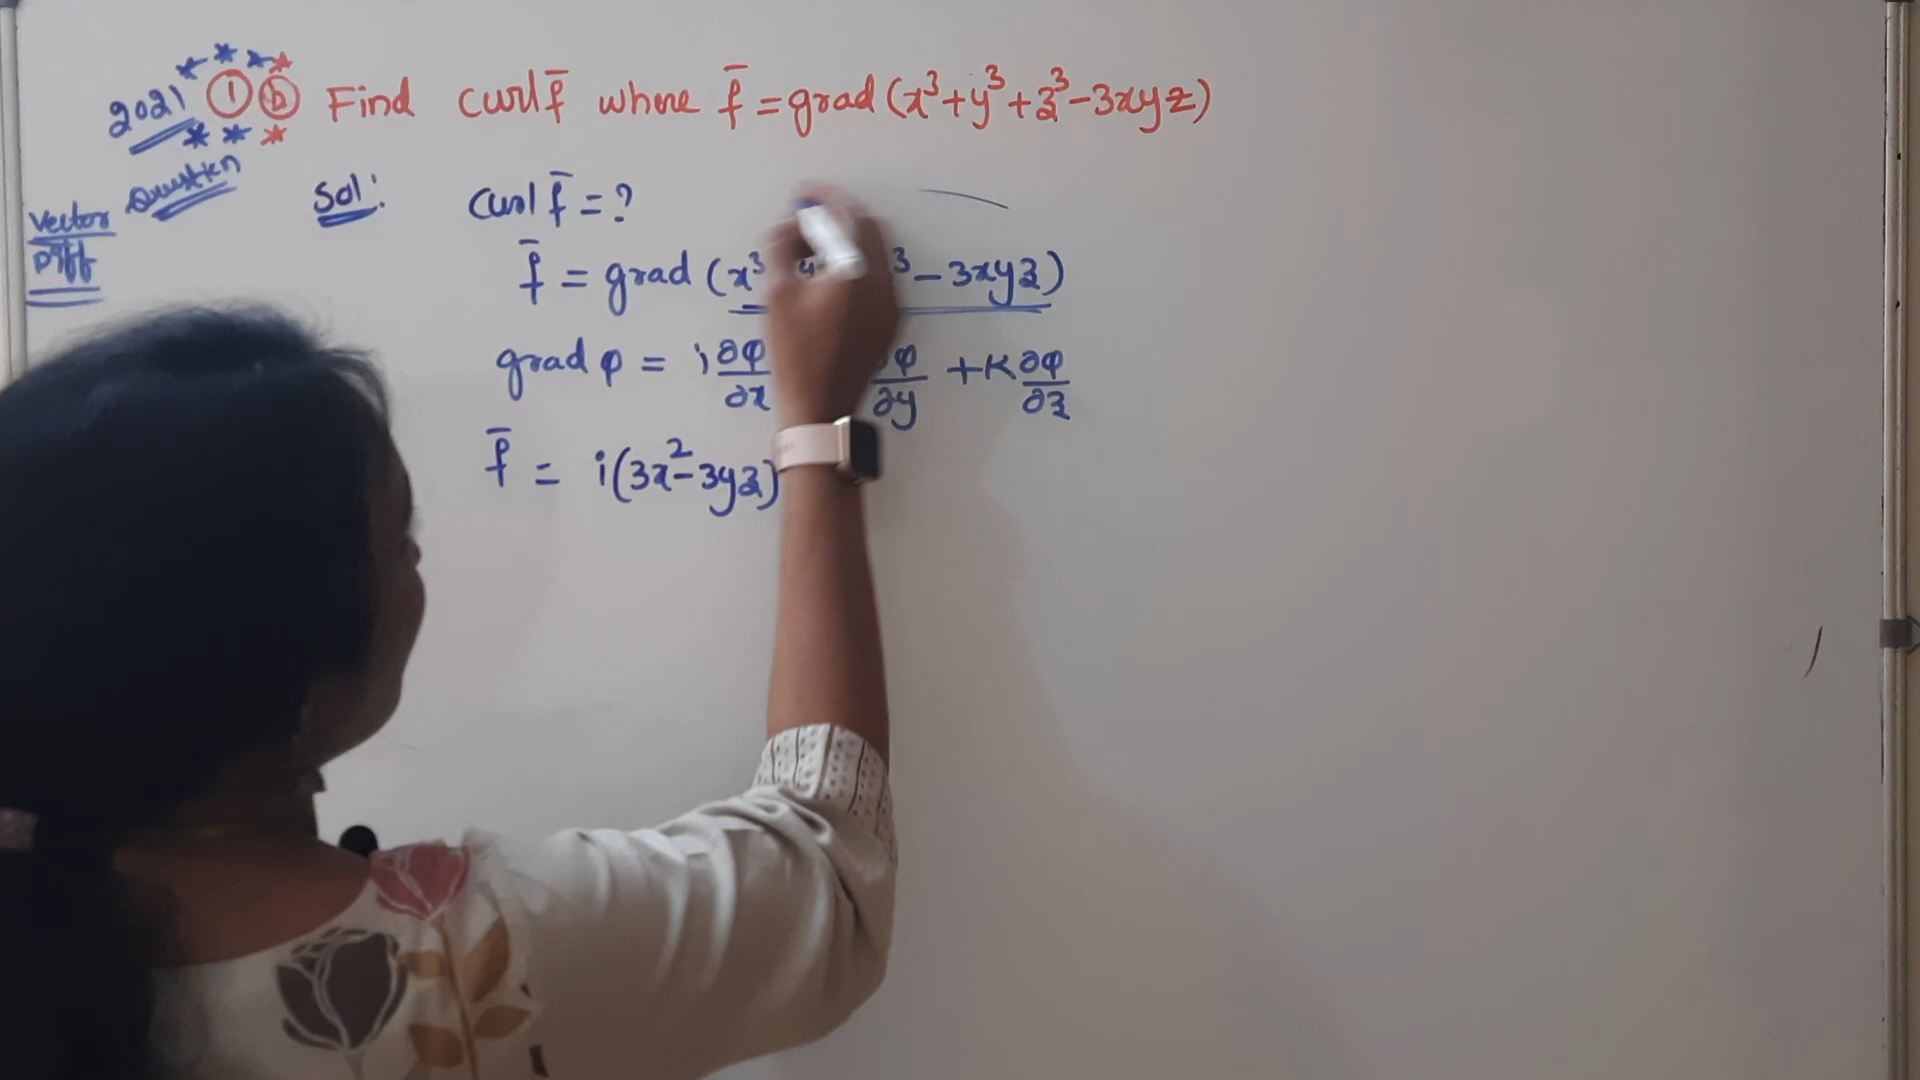 2021 ① ⓑ Find curl f̄ where f̄ = grad (x³+y³+z³-3xyz)
Question
Vector
Diff
Sol: Curl f̄ = ?
f̄ = grad (x³ y ³ - 3xyz)
grad φ = i ∂φ/∂x ∂φ/∂y + K ∂φ/∂z
f̄ = i(3x²-3yz)